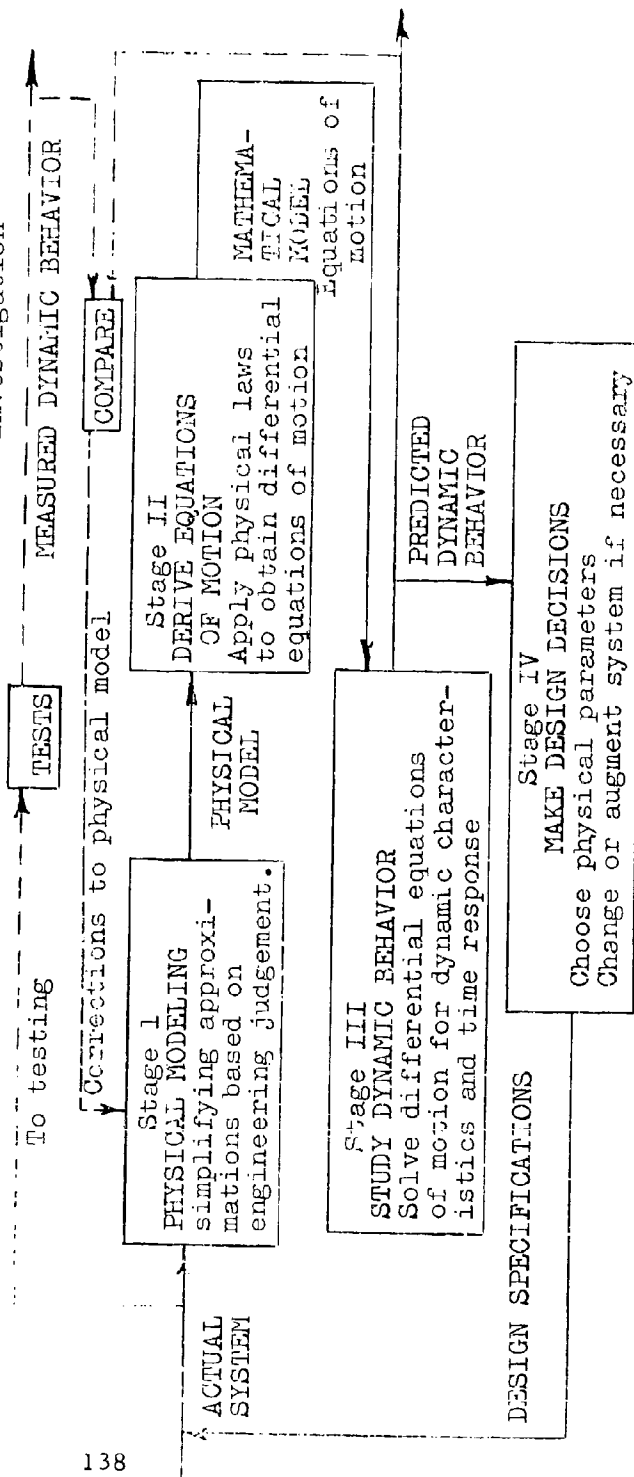 Investigation
To testing
TESTS
MEASURED DYNAMIC BEHAVIOR
Corrections to physical model
COMPARE
ACTUAL
SYSTEM
Stage I
PHYSICAL MODELING
simplifying approxi-
mations based on
engineering judgement.
PHYSICAL
MODEL
Stage II
DERIVE EQUATIONS
OF MOTION
Apply physical laws
to obtain differential
equations of motion
MATHEMA-
TICAL
MODEL
Equations of
motion
Stage III
STUDY DYNAMIC BEHAVIOR
Solve differential equations
of motion for dynamic character-
istics and time response
PREDICTED
DYNAMIC
BEHAVIOR
DESIGN SPECIFICATIONS
Stage IV
MAKE DESIGN DECISIONS
Choose physical parameters
Change or augment system if necessary
138